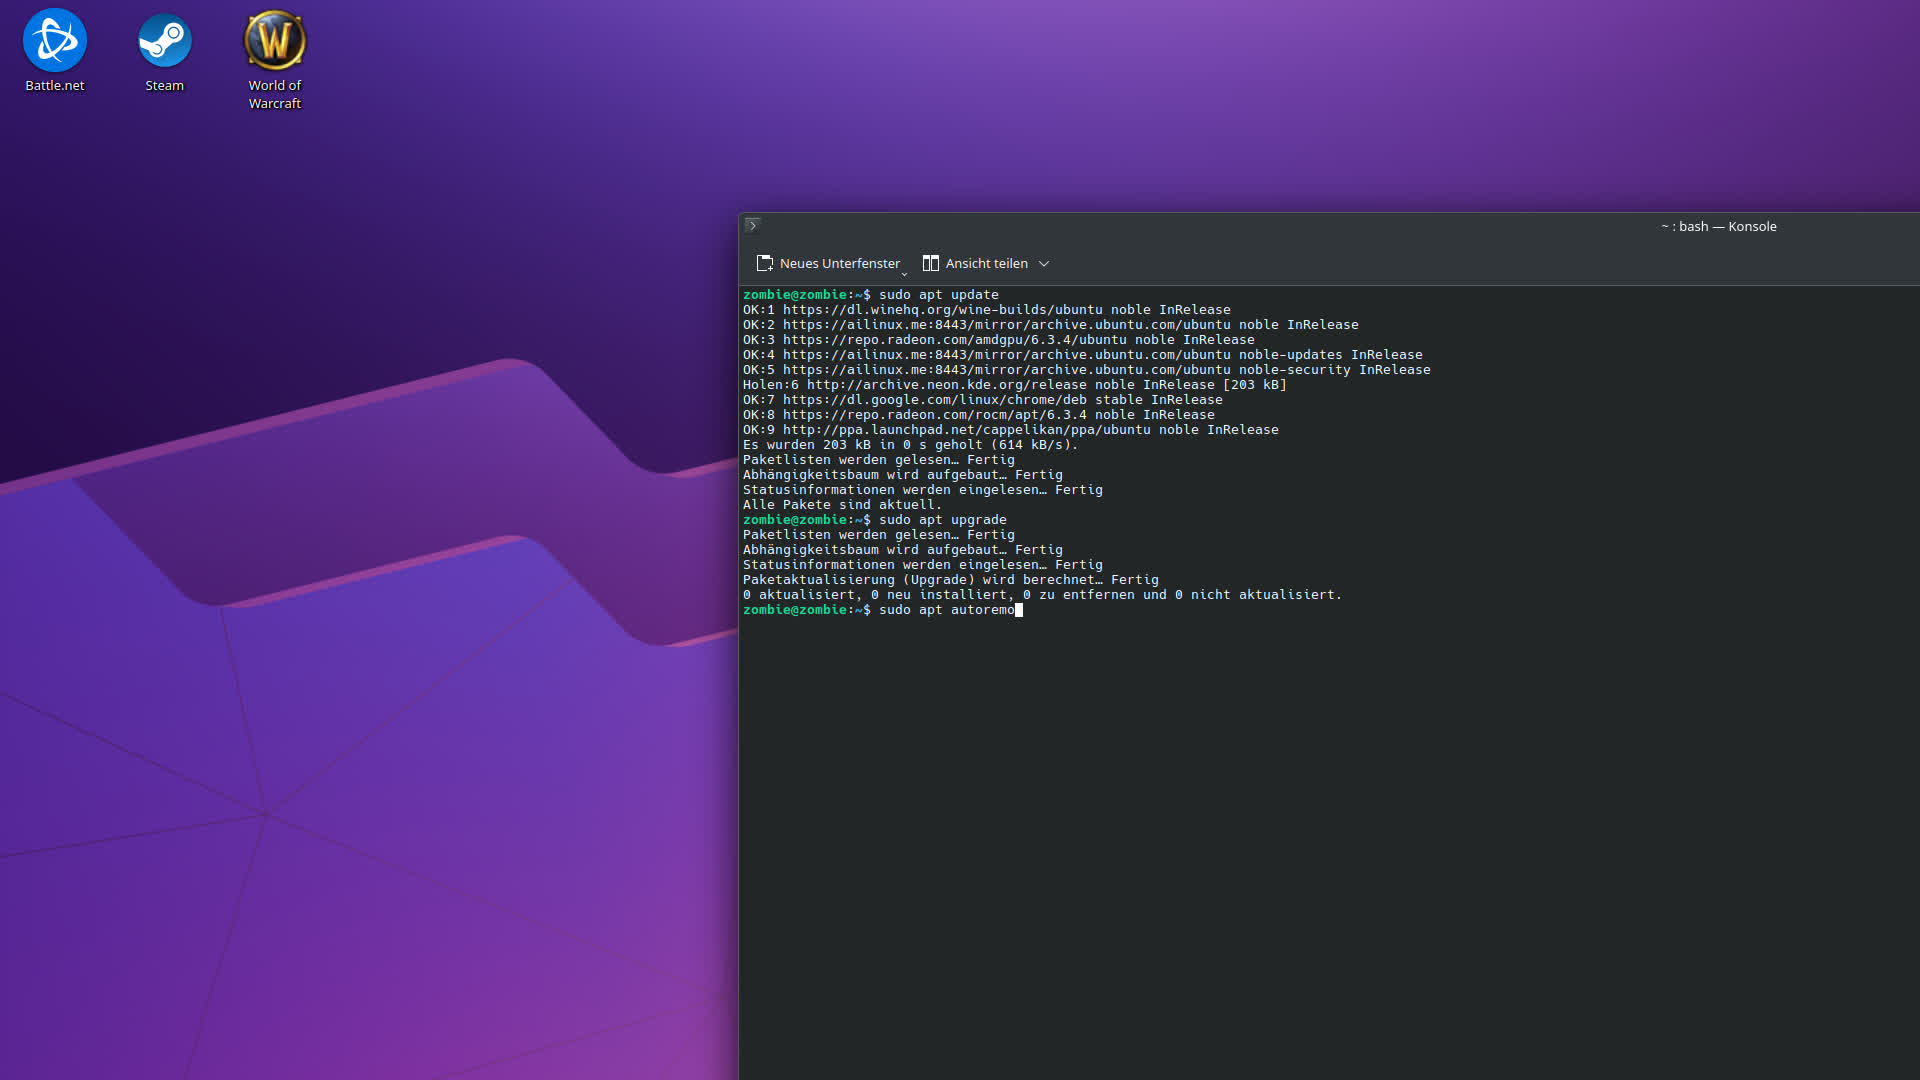 Battle.net
Steam
World of
Warcraft
W
~ : bash — Konsole
Neues Unterfenster
Ansicht teilen
zombie@zombie:~$ sudo apt update
OK:1 https://dl.winehq.org/wine-builds/ubuntu noble InRelease
OK:2 https://ailinux.me:8443/mirror/archive.ubuntu.com/ubuntu noble InRelease
OK:3 https://repo.radeon.com/amdgpu/6.3.4/ubuntu noble InRelease
OK:4 https://ailinux.me:8443/mirror/archive.ubuntu.com/ubuntu noble-updates InRelease
OK:5 https://ailinux.me:8443/mirror/archive.ubuntu.com/ubuntu noble-security InRelease
Holen:6 http://archive.neon.kde.org/release noble InRelease [203 kB]
OK:7 https://dl.google.com/linux/chrome/deb stable InRelease
OK:8 https://repo.radeon.com/rocm/apt/6.3.4 noble InRelease
OK:9 http://ppa.launchpad.net/cappelikan/ppa/ubuntu noble InRelease
Es wurden 203 kB in 0 s geholt (614 kB/s).
Paketlisten werden gelesen… Fertig
Abhängigkeitsbaum wird aufgebaut… Fertig
Statusinformationen werden eingelesen… Fertig
Alle Pakete sind aktuell.
zombie@zombie:~$ sudo apt upgrade
Paketlisten werden gelesen… Fertig
Abhängigkeitsbaum wird aufgebaut… Fertig
Statusinformationen werden eingelesen… Fertig
Paketaktualisierung (Upgrade) wird berechnet… Fertig
0 aktualisiert, 0 neu installiert, 0 zu entfernen und 0 nicht aktualisiert.
zombie@zombie:~$ sudo apt autoremo